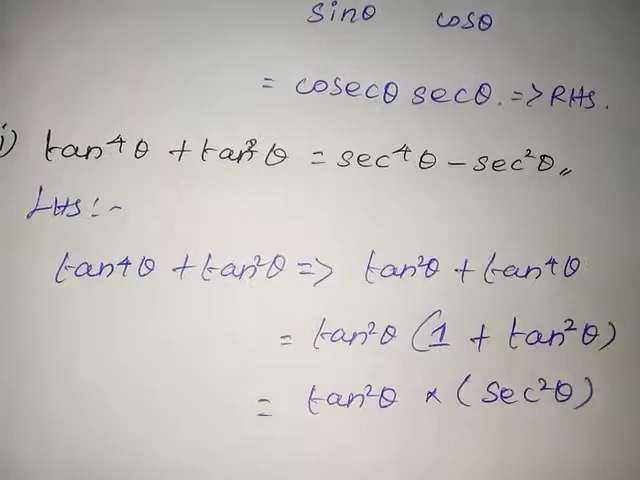 sinθ cosθ
= cosecθ secθ. => RHS.
i) tan⁴θ + tan²θ = sec⁴θ - sec²θ,,
LHS:-
tan4θ + tan²θ => tan²θ + tan⁴θ
= tan²θ (1 + tan²θ)
= tan²θ × (sec²θ)